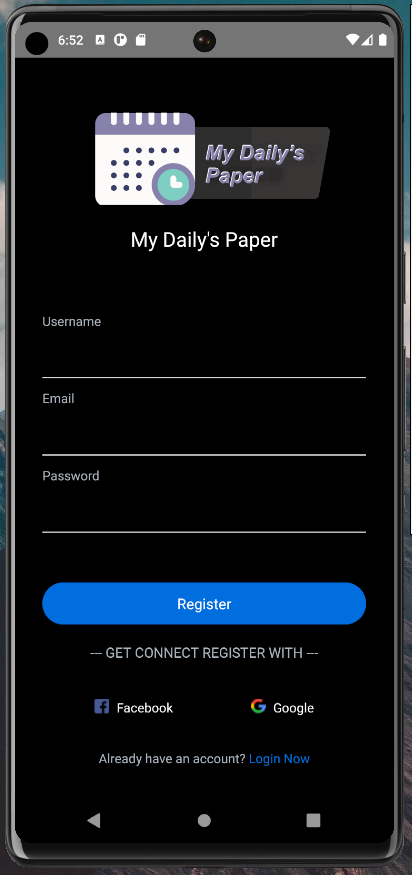 6:52
My Daily's
Paper
My Daily's Paper
Username
Email
Password
Register
--- GET CONNECT REGISTER WITH ---
Facebook
Google
Already have an account? Login Now